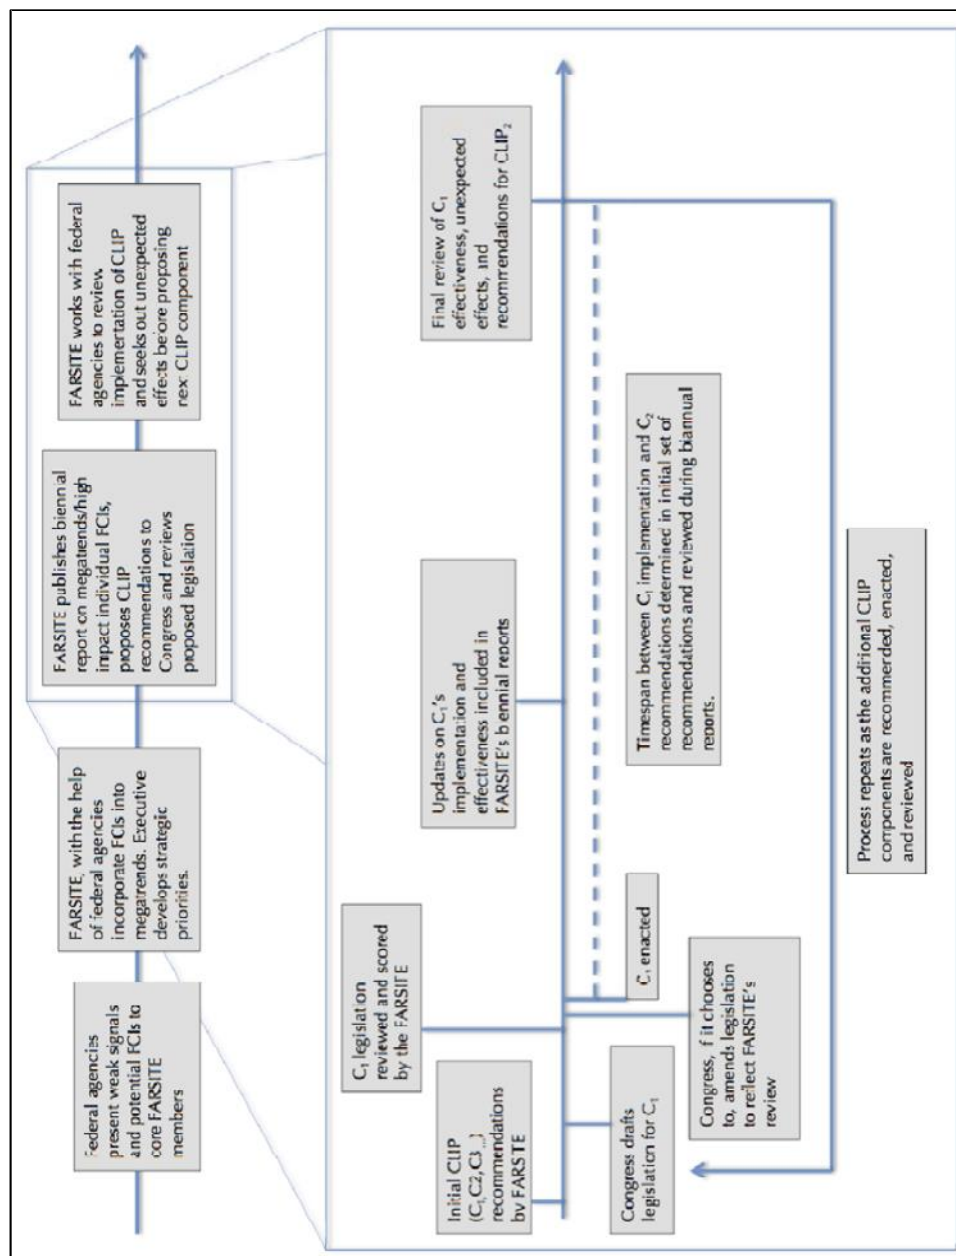 Federal agencies
present weak signals
and potential FCIs to
core FARSITE
members
FARSITE, with the help
of federal agencies
incorporate FCIs into
megatrends. Executive
develops strategic
priorities.
FARSITE publishes biennial
report on megatrends/high
impact individual FCIs,
proposes CLIP
recommendations to
Congress and reviews
proposed legislation
FARSITE works with federal
agencies to review
implementation of CLIP
and seeks out unexpected
effects before proposing
next CLIP component
Initial CLIP
(C₁, C2, C3...)
recommendations
by FARSITE
C₁ legislation
reviewed and scored
by the FARSITE
Updates on C₁'s
implementation and
effectiveness included in
FARSITE's biennial reports
Final review of C₁
effectiveness, unexpected
effects, and
recommendations for CLIP₂
Congress drafts
legislation for C₁
Congress, if it chooses
to, amends legislation
to reflect FARSITE's
review
C₁ enacted
Timespan between C₁ implementation and C₂
recommendations determined in initial set of
recommendations and reviewed during biannual
reports.
Process repeats as the additional CLIP
components are recommended, enacted,
and reviewed